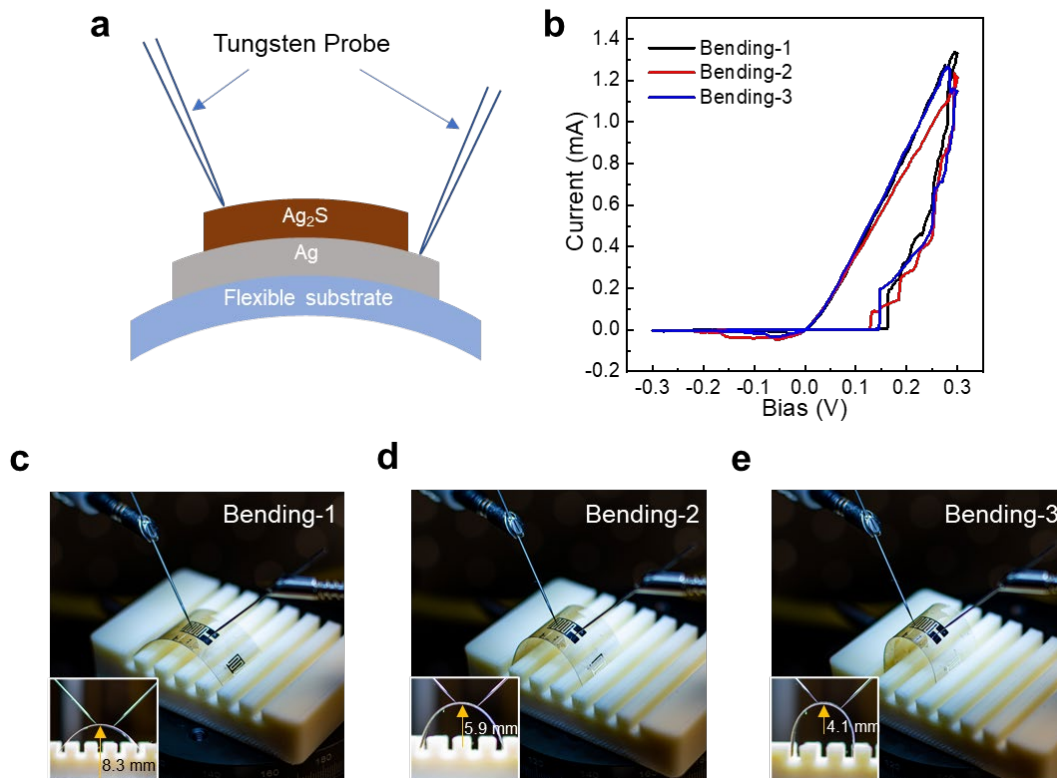 a
Tungsten Probe
Ag₂S
Ag
Flexible substrate
b
Bending-1
Bending-2
Bending-3
Current (mA)
1.4
1.2
1.0
0.8
0.6
0.4
0.2
0.0
-0.2
-0.3 -0.2 -0.1 0.0 0.1 0.2 0.3
Bias (V)
c
Bending-1
8.3 mm
d
Bending-2
5.9 mm
e
Bending-3
4.1 mm